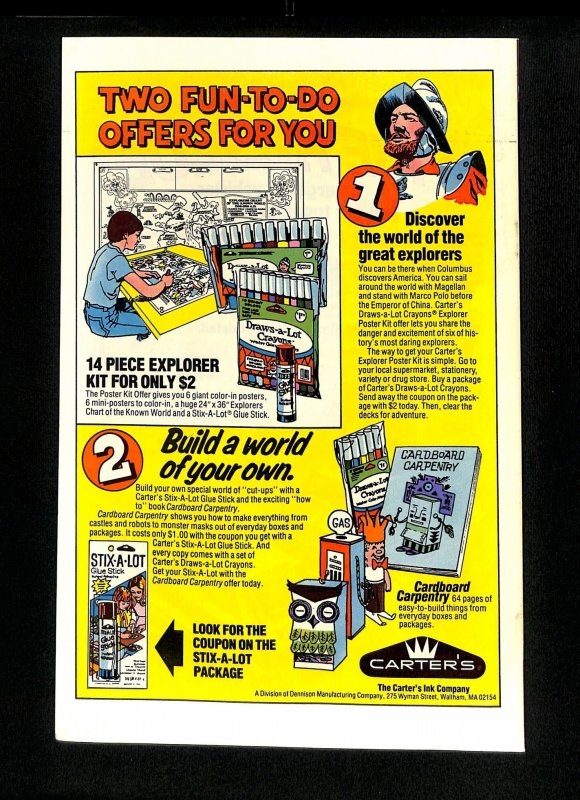 TWO FUN-TO-DO
OFFERS FOR YOU
1
Discover
the world of the
great explorers
You can be there when Columbus
discovers America. You can sail
around the world with Magellan
and stand with Marco Polo before
the Emperor of China. Carter's
Draws-a-Lot Crayons® Explorer
Poster Kit offer lets you share the
danger and excitement of six of his-
tory's most daring explorers.
The way to get your Carter's
Explorer Poster Kit is simple. Go to
your local supermarket, stationery,
variety or drug store. Buy a package
of Carter's Draws-a-Lot Crayons.
Send away the coupon on the pack-
age with $2 today. Then, clear the
decks for adventure.
Draws-a-Lot
Crayons
14 PIECE EXPLORER
KIT FOR ONLY $2
The Poster Kit Offer gives you 6 giant color-in posters,
6 mini-posters to color-in, a huge 24" x 36" Explorers
Chart of the Known World and a Stix-A-Lot® Glue Stick.
2
Build a world
of your own.
Build your own special world of "cut-ups" with a
Carter's Stix-A-Lot Glue Stick and the exciting "how
to" book Cardboard Carpentry.
Cardboard Carpentry shows you how to make everything from
castles and robots to monster masks out of everyday boxes and
packages. It costs only $1.00 with the coupon you get with a
Carter's Stix-A-Lot Glue Stick. And
every copy comes with a set of
Carter's Draws-a-Lot Crayons.
Get your Stix-A-Lot with the
Cardboard Carpentry offer today.
STIX-A-LOT
Glue Stick
LOOK FOR THE
COUPON ON THE
STIX-A-LOT
PACKAGE
Draws-a-Lot
Crayons
CARDBOARD
CARPENTRY
GAS
Cardboard
Carpentry 64 pages of
easy-to-build things from
everyday boxes and
packages.
CARTER'S
The Carter's Ink Company
A Division of Dennison Manufacturing Company, 275 Wyman Street, Waltham, MA 02154